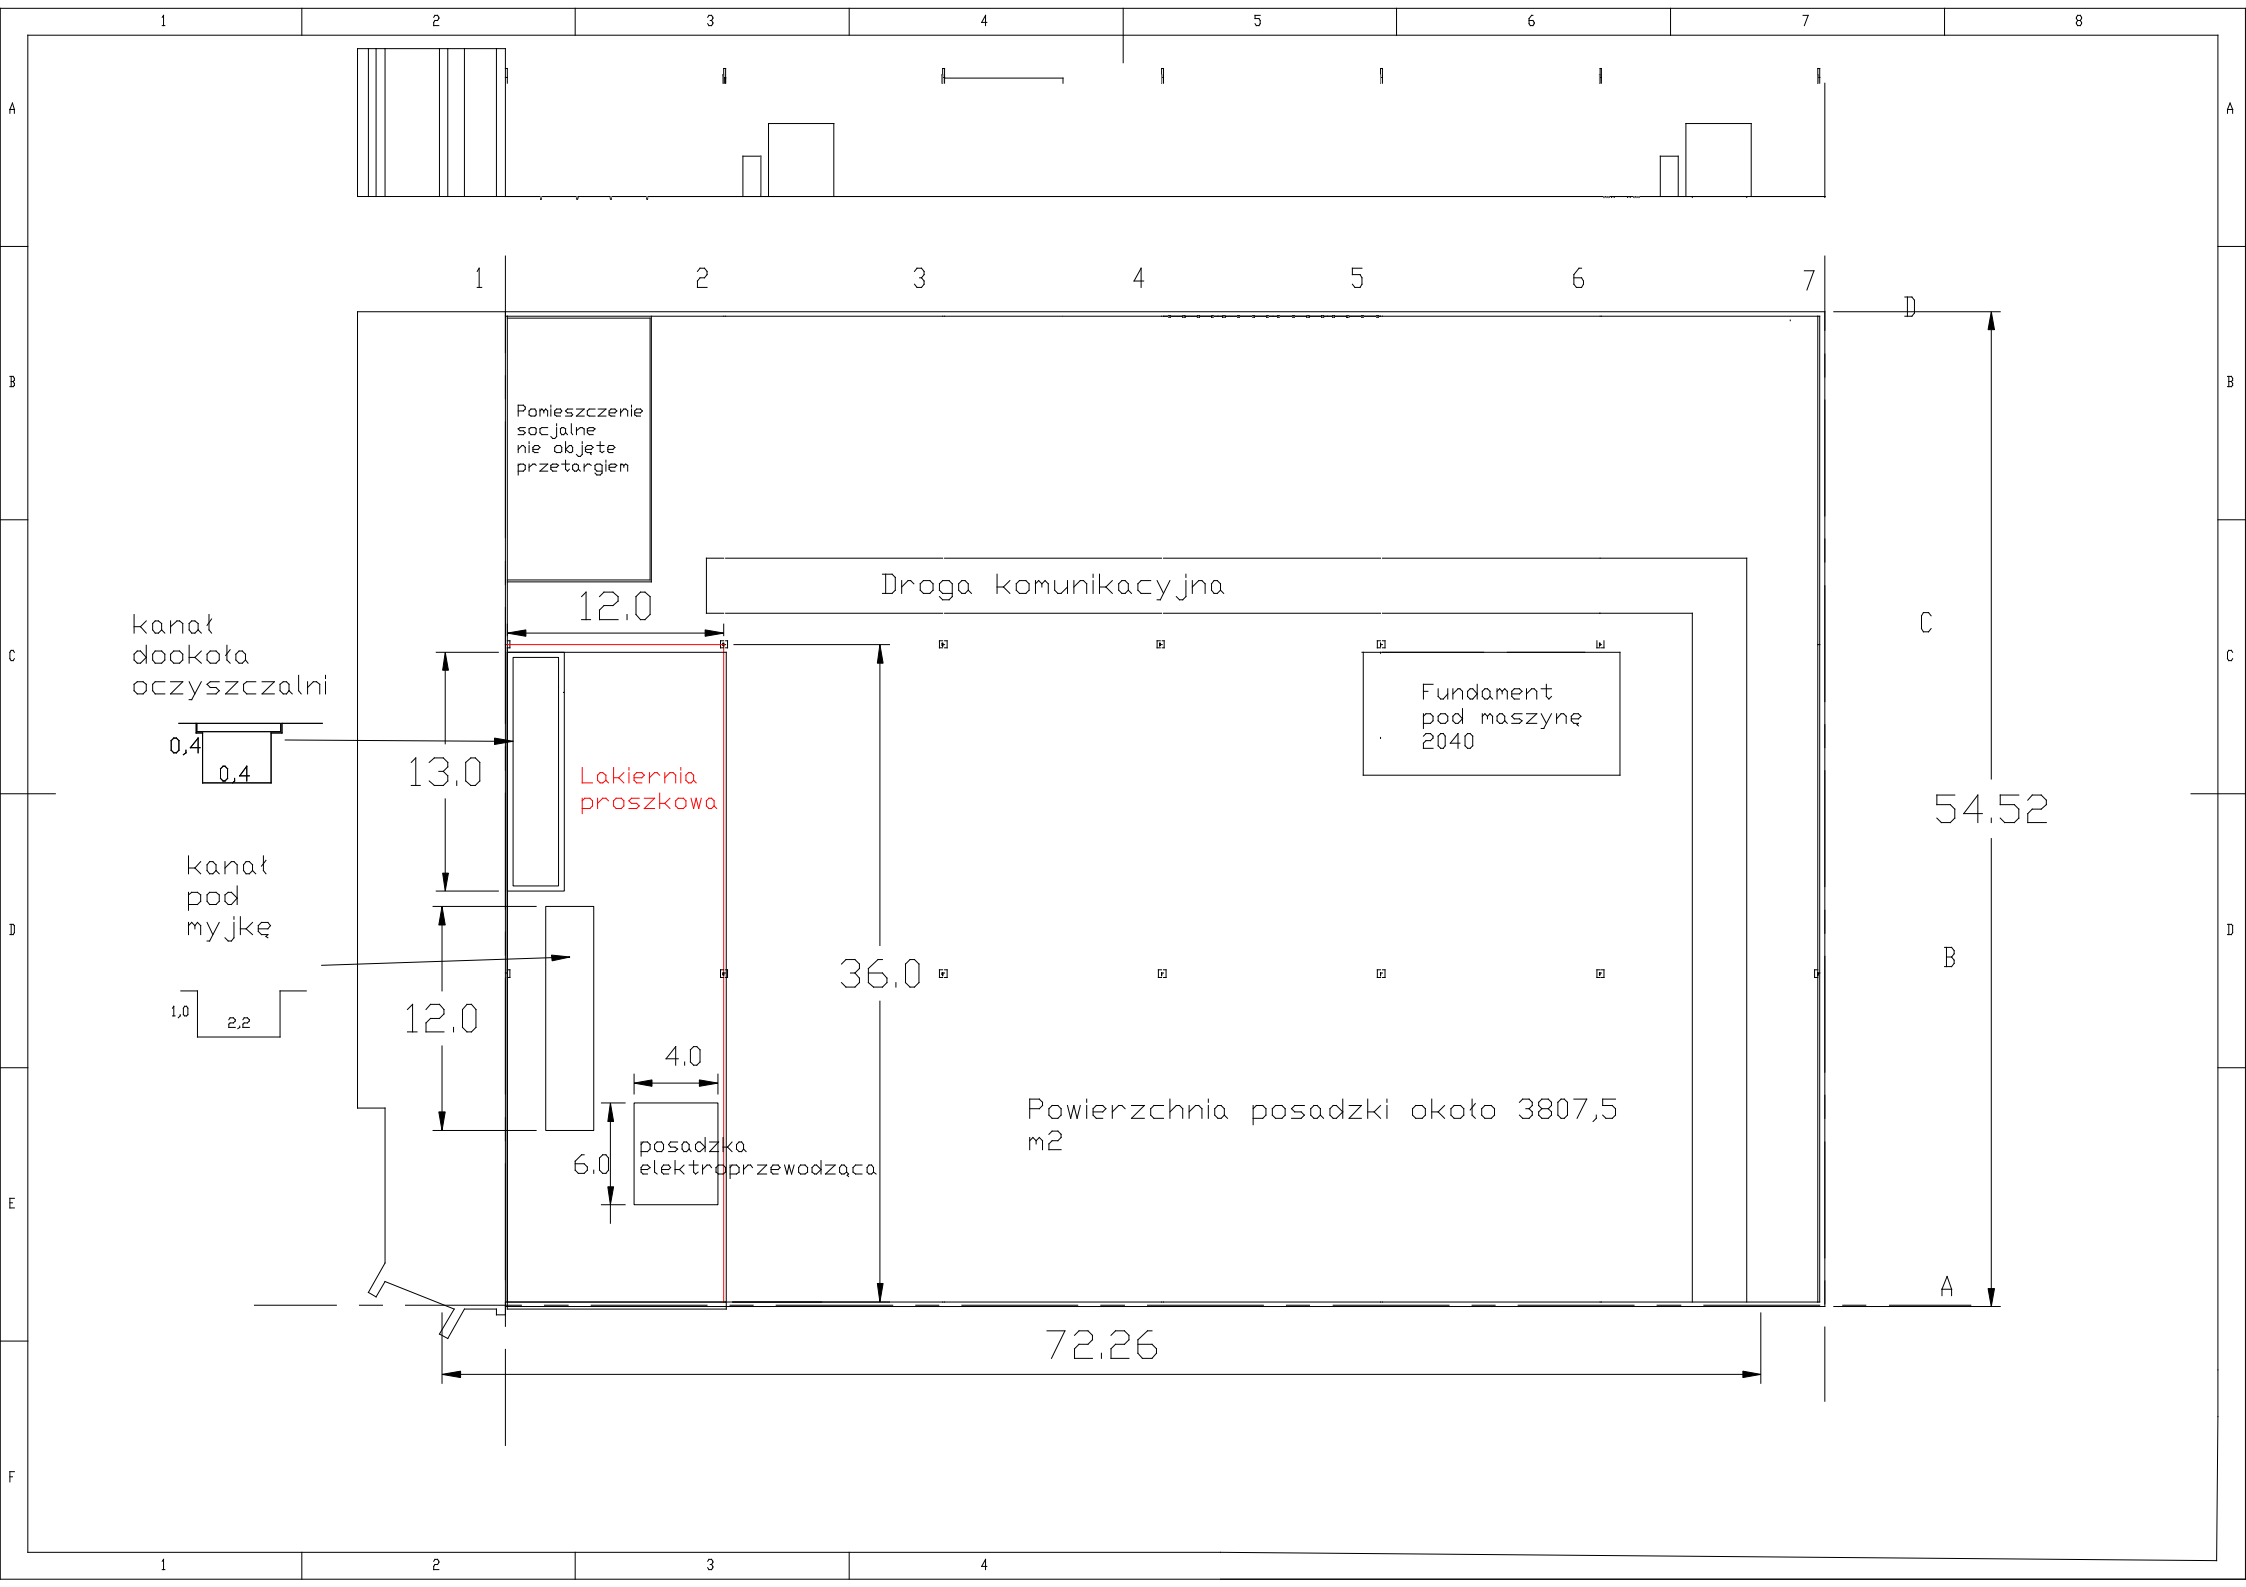 1 2 3 4 5 6 7 8
A A
1 2 3 4 5 6 7
D
B B
Pomieszczenie
socjalne
nie objęte
przetargiem
Droga komunikacyjna
12.0
kanał
dookoła
oczyszczalni
C
C C
0,4
0,4
13.0
Lakiernia
proszkowa
Fundament
pod maszynę
2040
54.52
kanał
pod
myjkę
D D
B
36.0
1,0
2,2
12.0
4.0
Powierzchnia posadzki około 3807,5
m2
posadzka
elektroprzewodząca
6.0
E
A
72.26
F
1 2 3 4